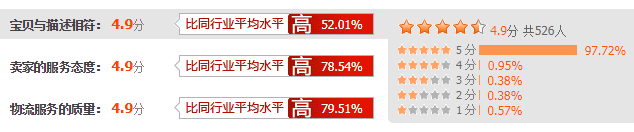 宝贝与描述相符： 4.9分 比同行业平均水平 高 52.01%
卖家的服务态度： 4.9分 比同行业平均水平 高 78.54%
物流服务的质量： 4.9分 比同行业平均水平 高 79.51%
4.9分 共526人
5分 97.72%
4分 0.95%
3分 0.38%
2分 0.38%
1分 0.57%